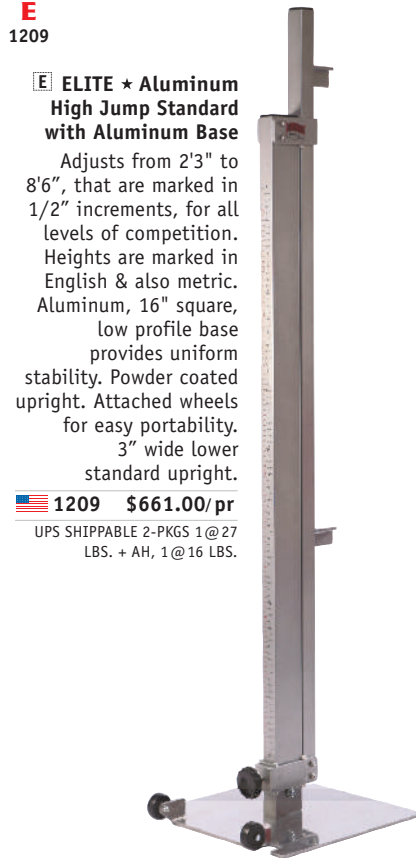 E
1209
E ELITE ★ Aluminum
High Jump Standard
with Aluminum Base
Adjusts from 2'3" to
8'6”, that are marked in
1/2” increments, for all
levels of competition.
Heights are marked in
English & also metric.
Aluminum, 16" square,
low profile base
provides uniform
stability. Powder coated
upright. Attached wheels
for easy portability.
3” wide lower
standard upright.
1209 $661.00/pr
UPS SHIPPABLE 2-PKGS 1@27
LBS. + AH, 1@16 LBS.